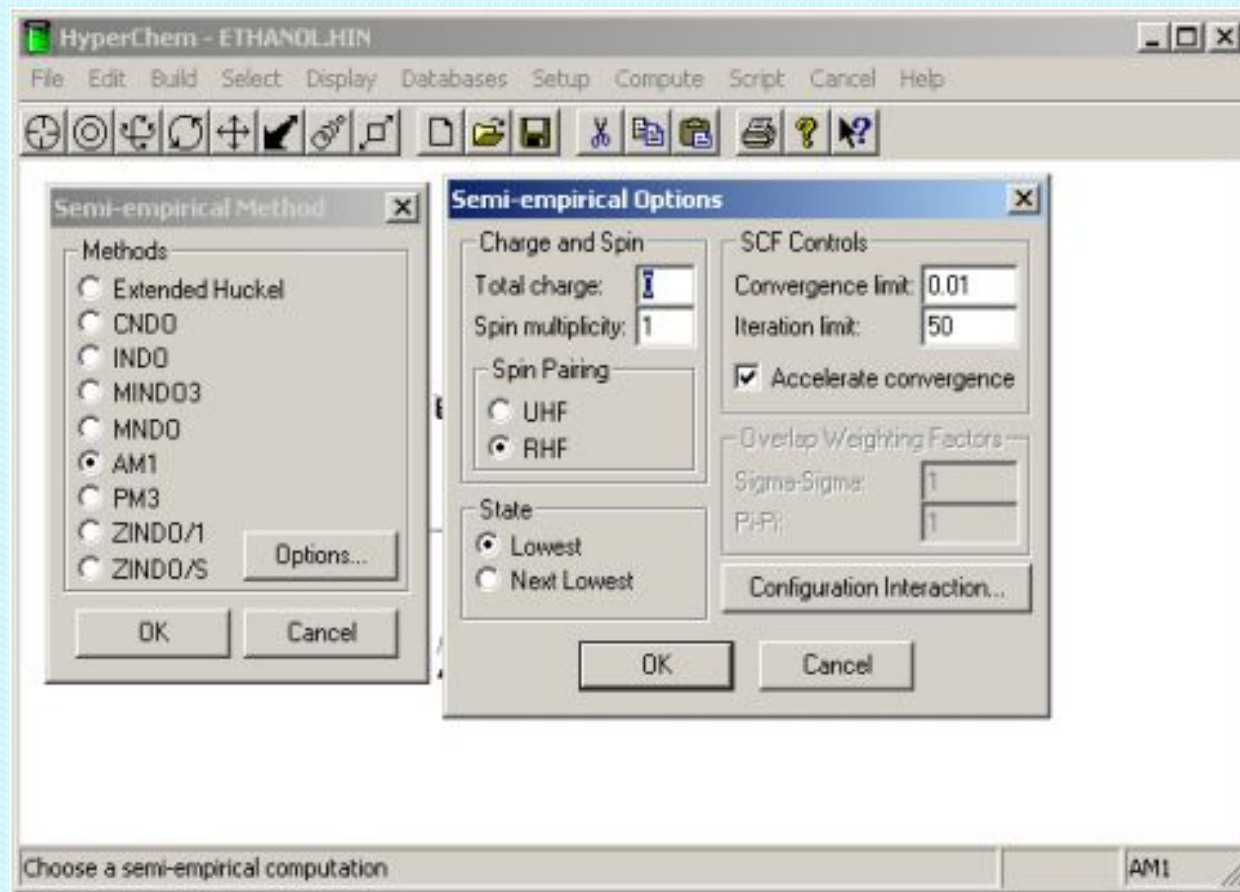 HyperChem - ETHANOL.HIN
File Edit Build Select Display Databases Setup Compute Script Cancel Help
Semi-empirical Method
Methods
Extended Huckel
CNDO
INDO
MINDO3
MNDO
AM1
PM3
ZINDO/1
ZINDO/S
Options...
OK Cancel
Semi-empirical Options
Charge and Spin
Total charge:
Spin multiplicity: 1
Spin Pairing
UHF
RHF
State
Lowest
Next Lowest
SCF Controls
Convergence limit: 0.01
Iteration limit: 50
Accelerate convergence
Overlap Weighting Factors
Sigma-Sigma: 1
Pi-Pi: 1
Configuration Interaction...
OK Cancel
Choose a semi-empirical computation
AM1